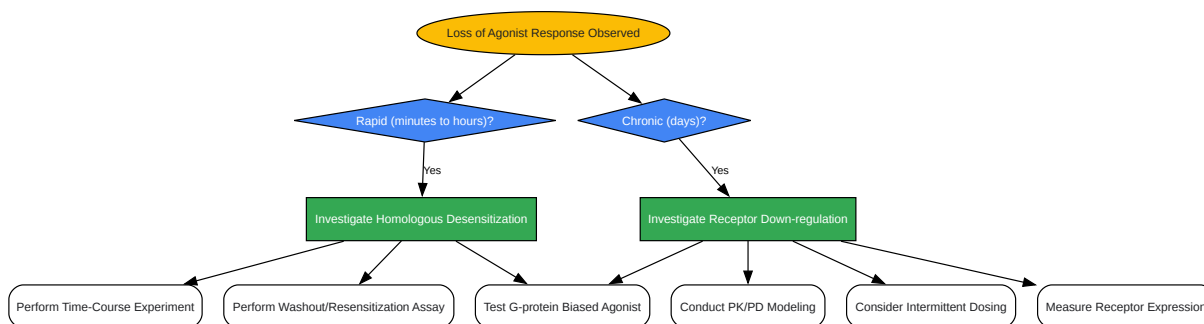 Loss of Agonist Response Observed
Rapid (minutes to hours)?
Chronic (days)?
Yes
Yes
Investigate Homologous Desensitization
Investigate Receptor Down-regulation
Perform Time-Course Experiment
Perform Washout/Resensitization Assay
Test G-protein Biased Agonist
Conduct PK/PD Modeling
Consider Intermittent Dosing
Measure Receptor Expression